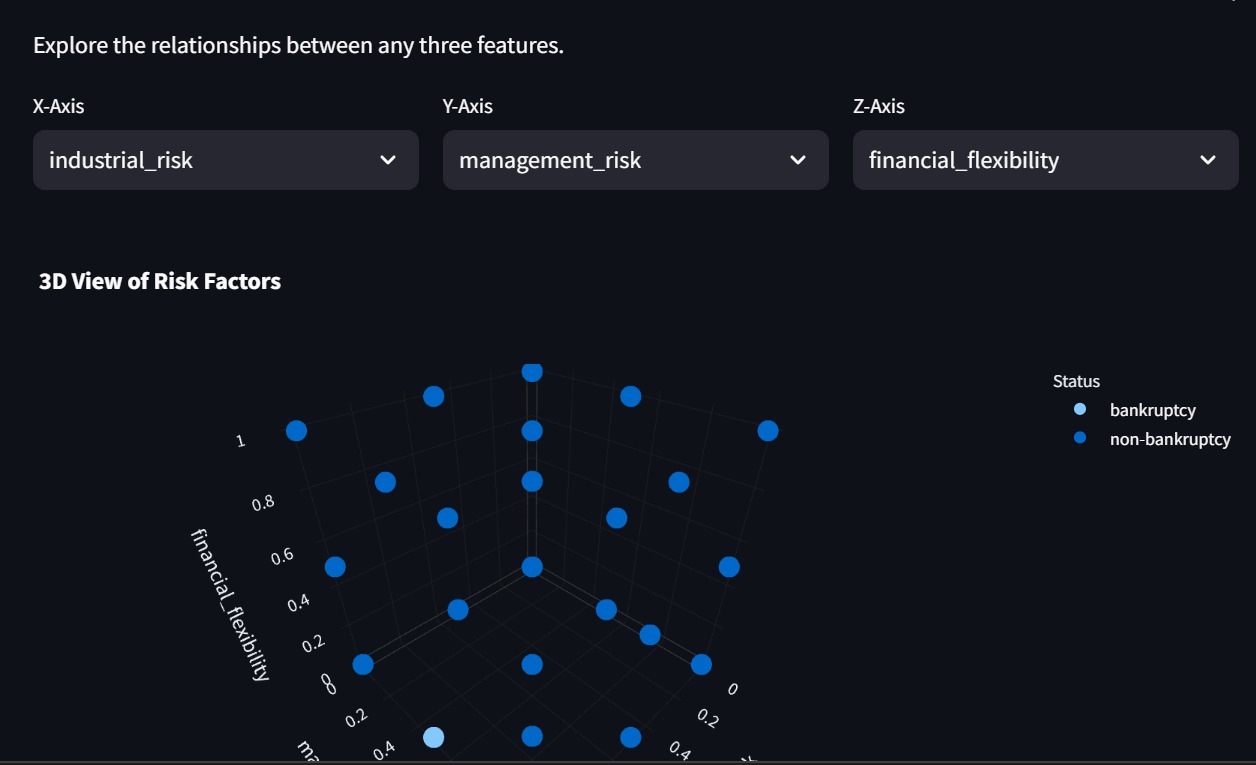 Explore the relationships between any three features.
X-Axis Y-Axis Z-Axis
industrial_risk management_risk financial_flexibility
3D View of Risk Factors
Status
bankruptcy
non-bankruptcy
1
0.8
0.6
0.4
0.2
0
financial_flexibility
0
0.2
0.4
0
0.2
0.4